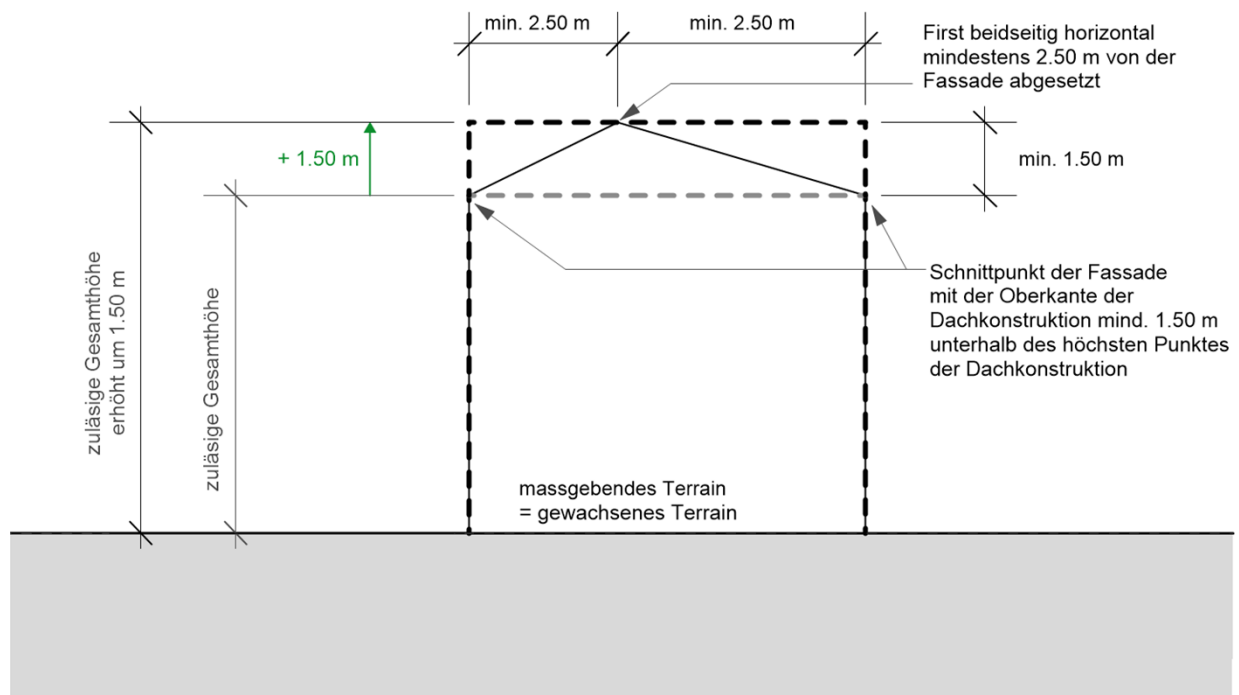 min. 2.50 m
min. 2.50 m
First beidseitig horizontal
mindestens 2.50 m von der
Fassade abgesetzt
+ 1.50 m
min. 1.50 m
zuläsige Gesamthöhe
erhöht um 1.50 m
zuläsige Gesamthöhe
Schnittpunkt der Fassade
mit der Oberkante der
Dachkonstruktion mind. 1.50 m
unterhalb des höchsten Punktes
der Dachkonstruktion
massgebendes Terrain
= gewachsenes Terrain